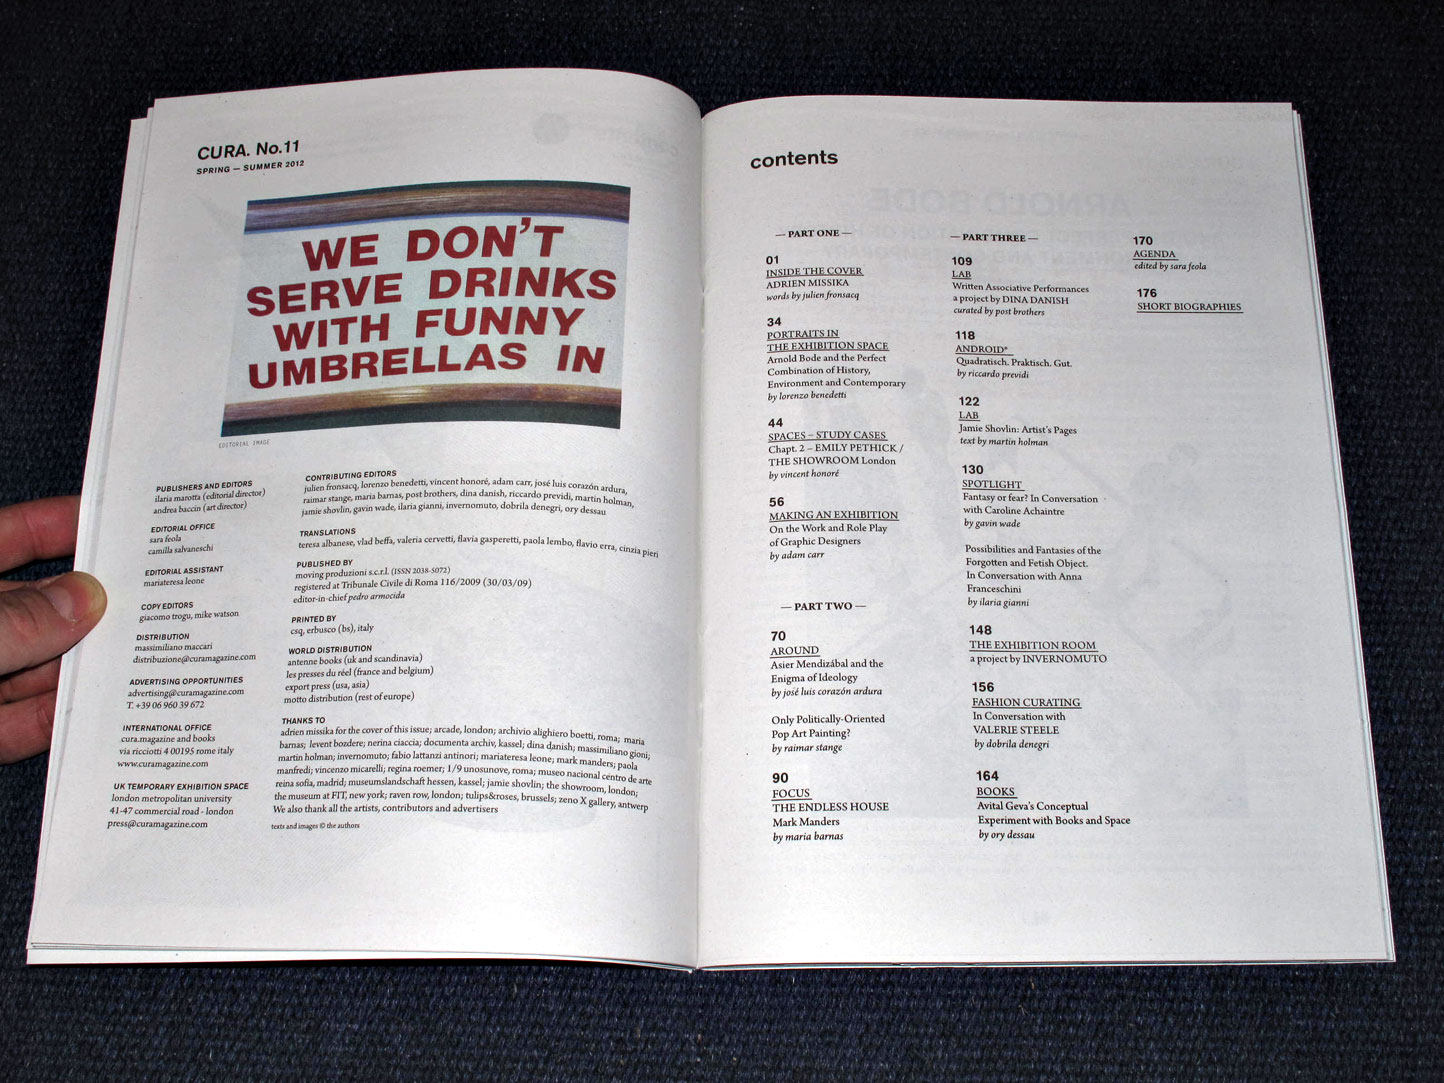 CURA. No.11
SPRING — SUMMER 2012
WE DON'T
SERVE DRINKS
WITH FUNNY
UMBRELLAS IN
EDITORIAL IMAGE
PUBLISHERS AND EDITORS
ilaria marotta (editorial director)
andrea baccin (art director)
EDITORIAL OFFICE
sara feola
camilla salvaneschi
EDITORIAL ASSISTANT
mariateresa leone
COPY EDITORS
giacomo trogu, mike watson
DISTRIBUTION
massimiliano maccari
distribuzione@curamagazine.com
ADVERTISING OPPORTUNITIES
advertising@curamagazine.com
T. +39 06 960 39 672
INTERNATIONAL OFFICE
cura.magazine and books
via ricciotti 4 00195 rome italy
www.curamagazine.com
UK TEMPORARY EXHIBITION SPACE
london metropolitan university
41-47 commercial road - london
press@curamagazine.com
CONTRIBUTING EDITORS
julien fronsacq, lorenzo benedetti, vincent honoré, adam carr, josé luis corazón ardura,
raimar stange, maria barnas, post brothers, dina danish, riccardo previdi, martin holman,
jamie shovlin, gavin wade, ilaria gianni, invernomuto, dobrila denegri, ory dessau
TRANSLATIONS
teresa albanese, vlad beffa, valeria cervetti, flavia gasperetti, paola lembo, flavio erra, cinzia pieri
PUBLISHED BY
moving produzioni s.c.r.l. (ISSN 2038-5072)
registered at Tribunale Civile di Roma 116/2009 (30/03/09)
editor-in-chief pedro armocida
PRINTED BY
csq, erbusco (bs), italy
WORLD DISTRIBUTION
antenne books (uk and scandinavia)
les presses du réel (france and belgium)
export press (usa, asia)
motto distribution (rest of europe)
THANKS TO
adrien missika for the cover of this issue; arcade, london; archivio alighiero boetti, roma; maria
barnas; levent bozdere; nerina ciaccia; documenta archiv, kassel; dina danish; massimiliano gioni;
martin holman; invernomuto; fabio lattanzi antinori; mariateresa leone; mark manders; paola
manfredi; vincenzo micarelli; regina roemer; 1/9 unosunove, roma; museo nacional centro de arte
reina sofia, madrid; museumslandschaft hessen, kassel; jamie shovlin; the showroom, london;
the museum at FIT, new york; raven row, london; tulips&roses, brussels; zeno X gallery, antwerp
We also thank all the artists, contributors and advertisers
texts and images © the authors
contents
— PART ONE —
01
INSIDE THE COVER
ADRIEN MISSIKA
words by julien fronsacq
34
PORTRAITS IN
THE EXHIBITION SPACE
Arnold Bode and the Perfect
Combination of History,
Environment and Contemporary
by lorenzo benedetti
44
SPACES – STUDY CASES
Chapt. 2 – EMILY PETHICK /
THE SHOWROOM London
by vincent honoré
56
MAKING AN EXHIBITION
On the Work and Role Play
of Graphic Designers
by adam carr
— PART TWO —
70
AROUND
Asier Mendizábal and the
Enigma of Ideology
by josé luis corazón ardura
Only Politically-Oriented
Pop Art Painting?
by raimar stange
90
FOCUS
THE ENDLESS HOUSE
Mark Manders
by maria barnas
— PART THREE —
109
LAB
Written Associative Performances
a project by DINA DANISH
curated by post brothers
118
ANDROID*
Quadratisch. Praktisch. Gut.
by riccardo previdi
122
LAB
Jamie Shovlin: Artist's Pages
text by martin holman
130
SPOTLIGHT
Fantasy or fear? In Conversation
with Caroline Achaintre
by gavin wade
Possibilities and Fantasies of the
Forgotten and Fetish Object.
In Conversation with Anna
Franceschini
by ilaria gianni
148
THE EXHIBITION ROOM
a project by INVERNOMUTO
156
FASHION CURATING
In Conversation with
VALERIE STEELE
by dobrila denegri
164
BOOKS
Avital Geva's Conceptual
Experiment with Books and Space
by ory dessau
170
AGENDA
edited by sara feola
176
SHORT BIOGRAPHIES